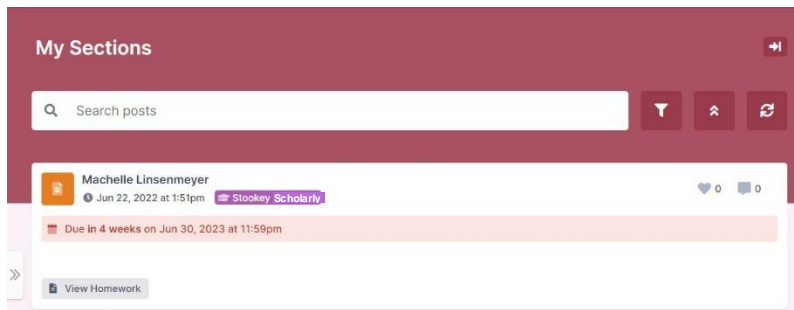 My Sections
Search posts
Machelle Linsenmeyer
Jun 22, 2022 at 1:51pm Stookey Scholarly
0 0
Due in 4 weeks on Jun 30, 2023 at 11:59pm
View Homework